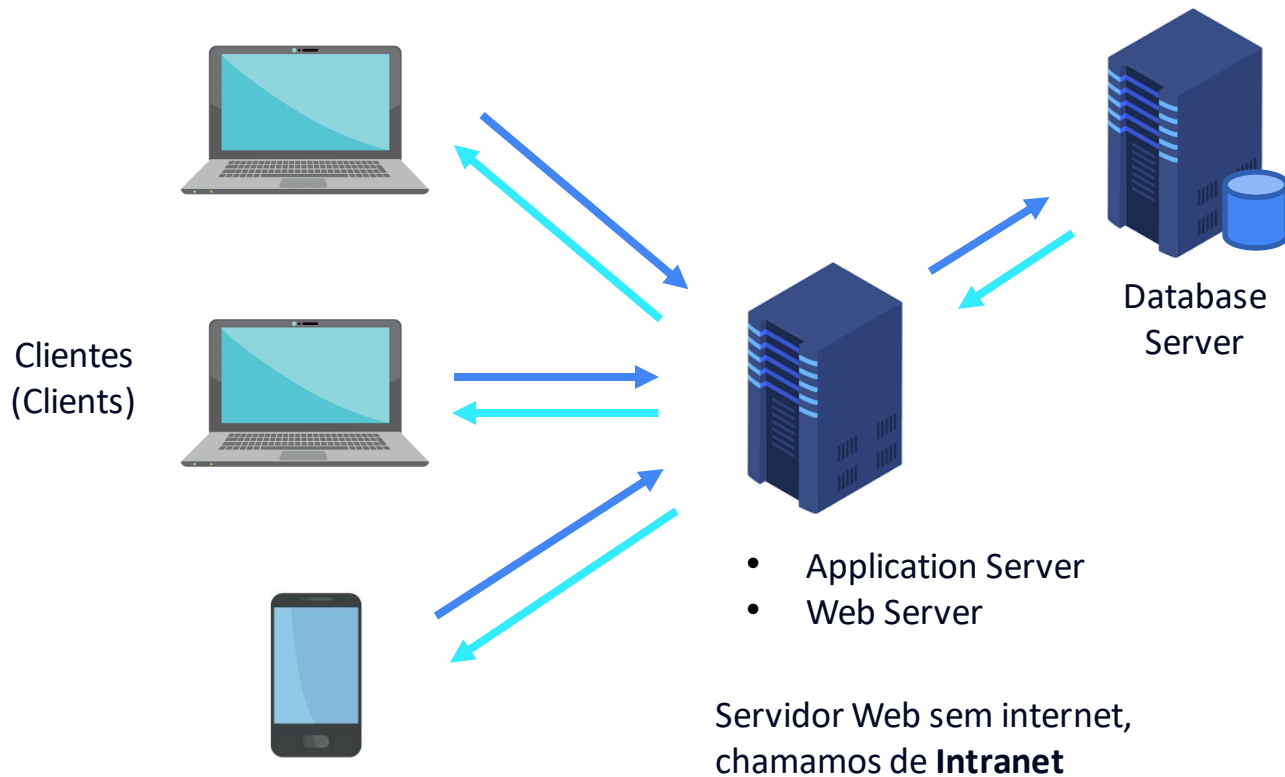 Clientes
(Clients)
Database
Server
• Application Server
• Web Server
Servidor Web sem internet,
chamamos de Intranet